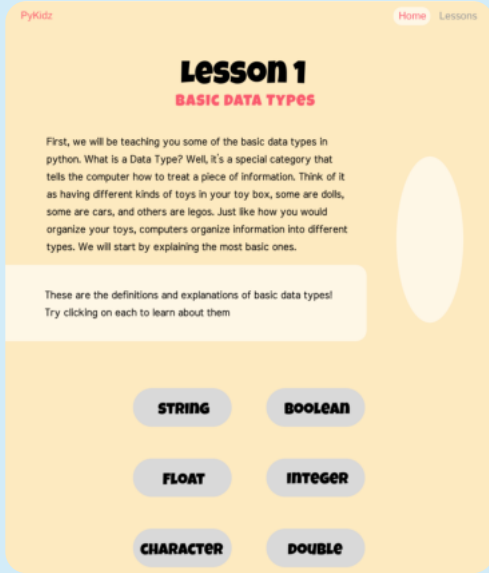 PyKidz
Home Lessons
Lesson 1
BASIC DATA TYPES
First, we will be teaching you some of the basic data types in
python. What is a Data Type? Well, it's a special category that
tells the computer how to treat a piece of information. Think of it
as having different kinds of toys in your toy box, some are dolls,
some are cars, and others are legos. Just like how you would
organize your toys, computers organize information into different
types. We will start by explaining the most basic ones.
These are the definitions and explanations of basic data types!
Try clicking on each to learn about them
STRING BOOLEAN
FLOAT INTEGER
CHARACTER DOUBLE